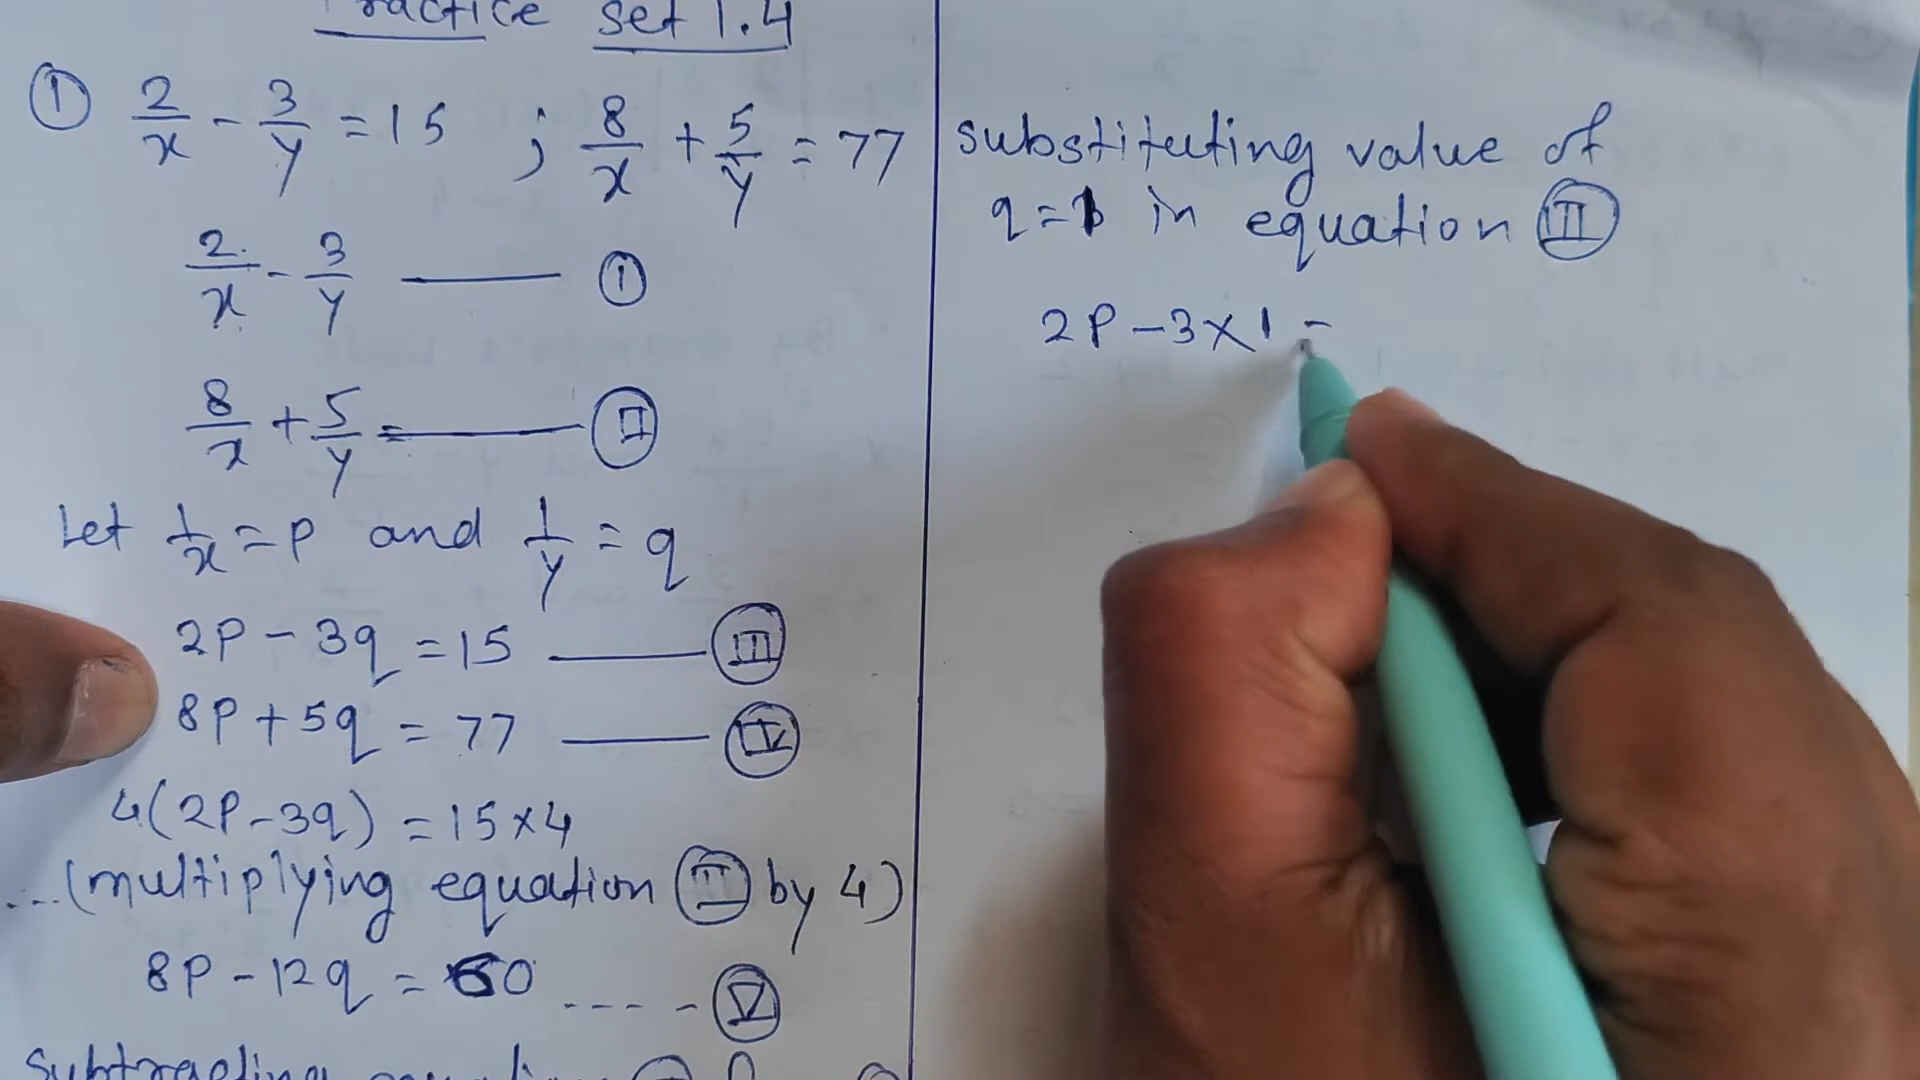 Practice Set 1.4
① 2/x - 3/y = 15 ; 8/x + 5/y = 77
2/x - 3/y —— ①
8/x + 5/y = —— Ⅱ
Let 1/x = p and 1/y = q
2p - 3q = 15 —— Ⅲ
8p + 5q = 77 —— Ⅳ
4(2p - 3q) = 15 × 4
...(multiplying equation Ⅲ by 4)
8p - 12q = 60 ---- Ⅴ
Subtracting
substituting value of
q = 1 in equation Ⅲ
2p - 3 × 1 =